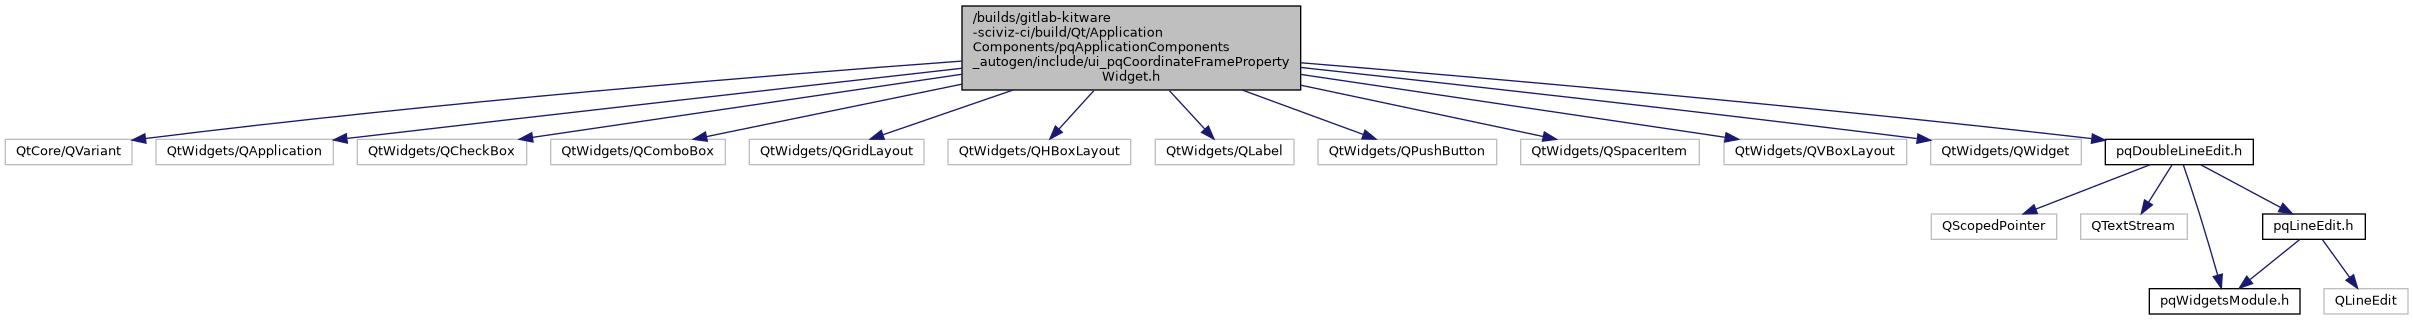 /builds/gitlab-kitware
-sciviz-ci/build/Qt/Application
Components/pqApplicationComponents
_autogen/include/ui_pqCoordinateFrameProperty
Widget.h
QtCore/QVariant
QtWidgets/QApplication
QtWidgets/QCheckBox
QtWidgets/QComboBox
QtWidgets/QGridLayout
QtWidgets/QHBoxLayout
QtWidgets/QLabel
QtWidgets/QPushButton
QtWidgets/QSpacerItem
QtWidgets/QVBoxLayout
QtWidgets/QWidget
pqDoubleLineEdit.h
QScopedPointer
QTextStream
pqLineEdit.h
pqWidgetsModule.h
QLineEdit